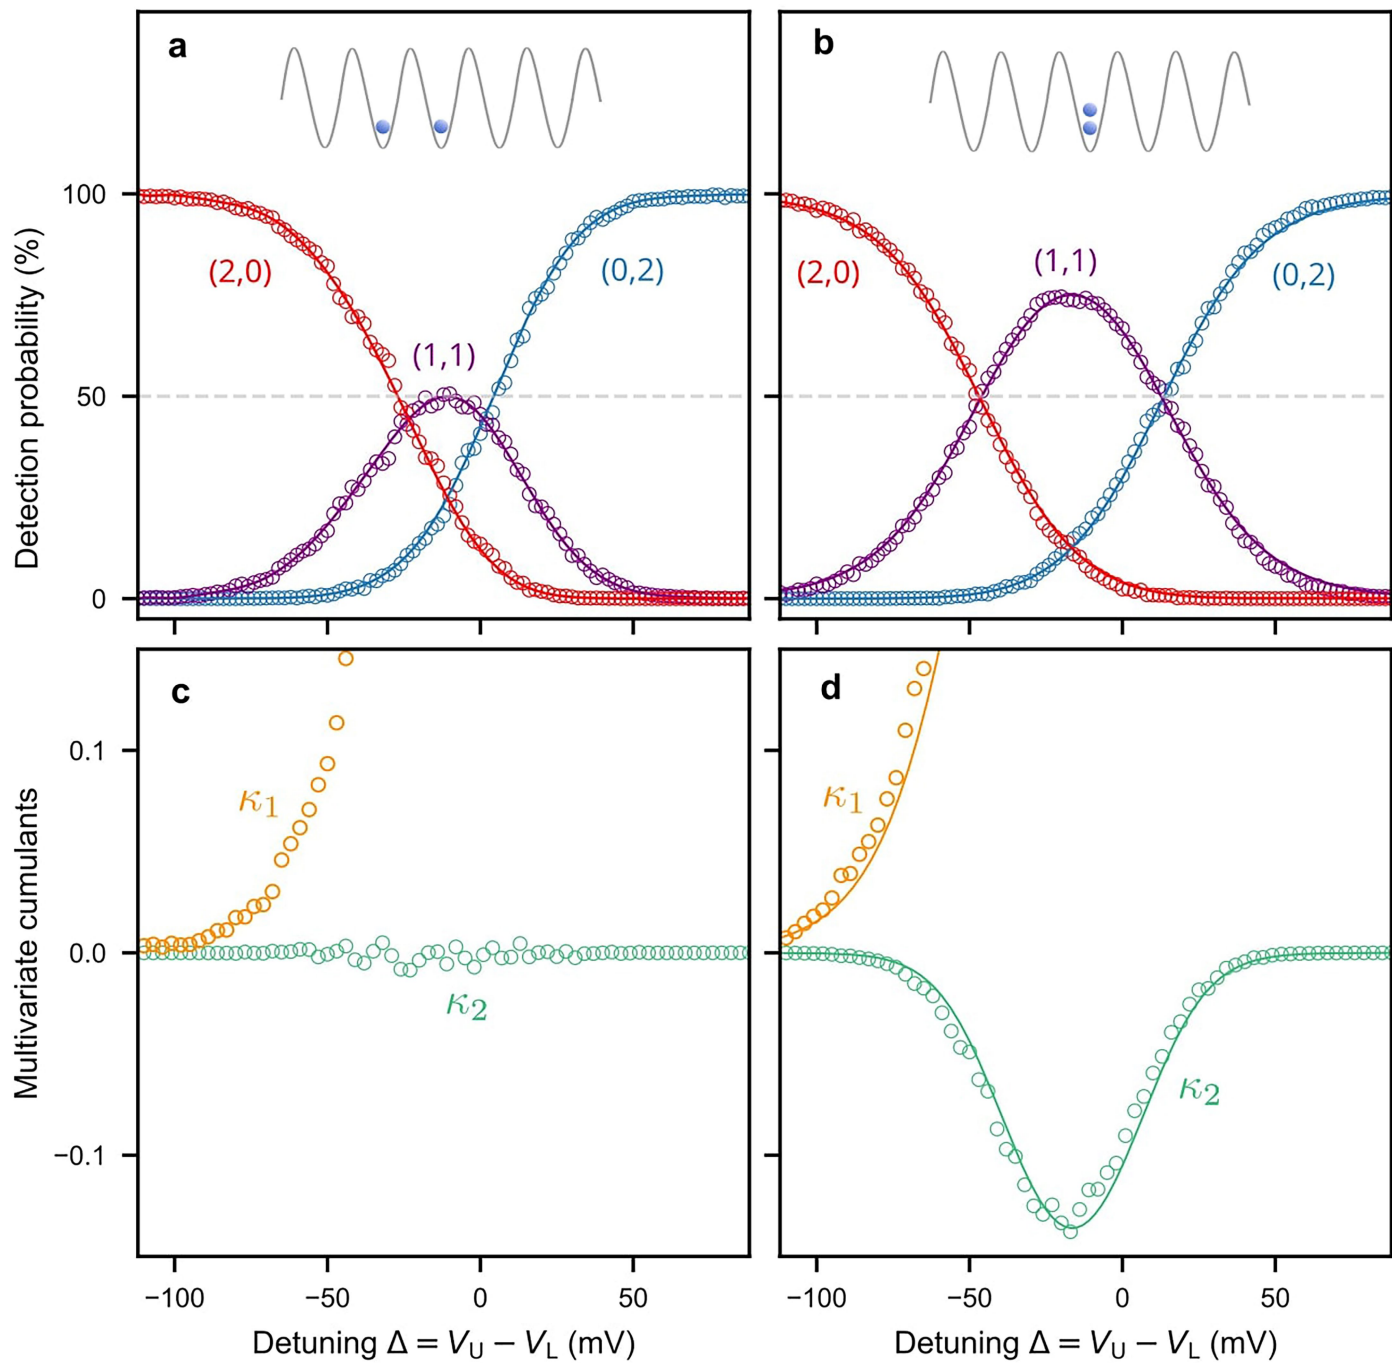 a
b
100
50
0
Detection probability (%)
(2,0)
(1,1)
(0,2)
(2,0)
(1,1)
(0,2)
c
d
0.1
0.0
−0.1
Multivariate cumulants
κ1
κ2
κ1
κ2
−100 −50 0 50
−100 −50 0 50
Detuning Δ = VU − VL (mV)
Detuning Δ = VU − VL (mV)